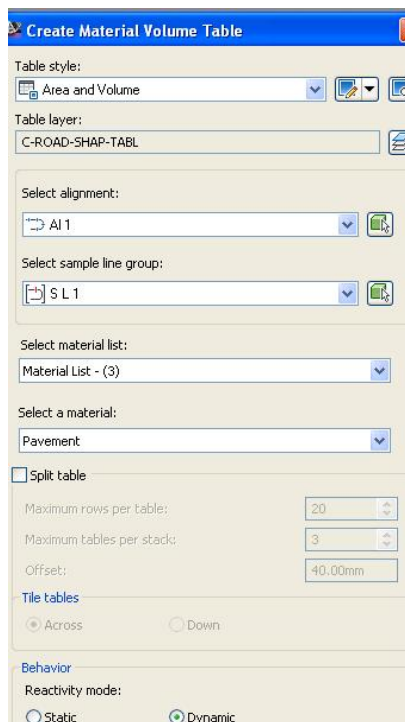 Create Material Volume Table
Table style:
Area and Volume
Table layer:
C-ROAD-SHAP-TABL
Select alignment:
Al 1
Select sample line group:
S L 1
Select material list:
Material List - (3)
Select a material:
Pavement
Split table
Maximum rows per table: 20
Maximum tables per stack: 3
Offset: 40.00mm
Tile tables
Across Down
Behavior
Reactivity mode:
Static Dynamic